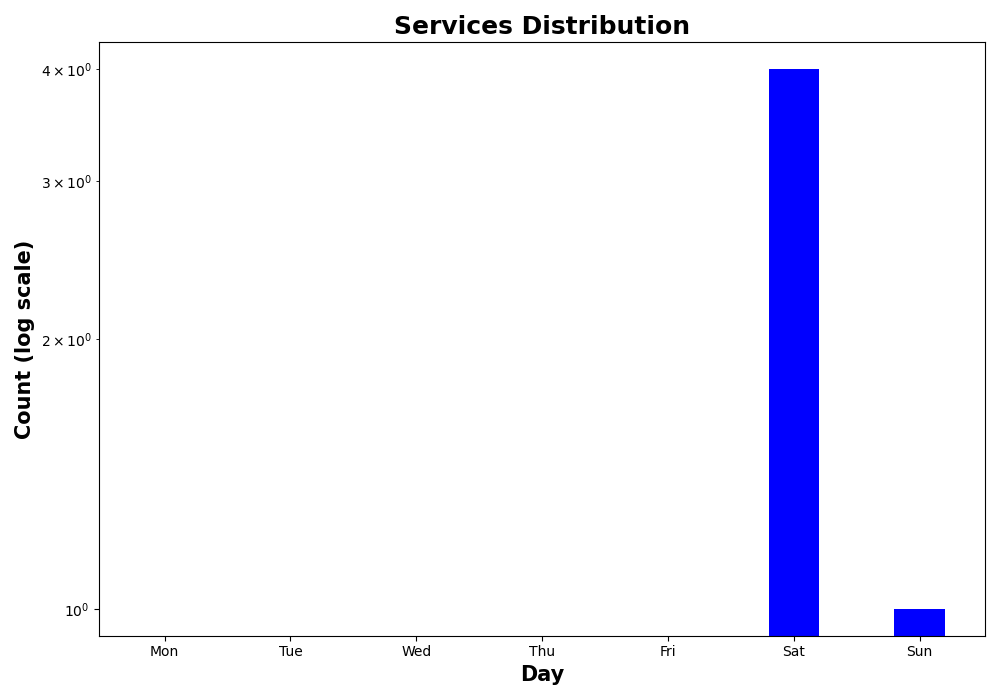 Services Distribution
Count (log scale)
4 × 10⁰
3 × 10⁰
2 × 10⁰
10⁰
Mon Tue Wed Thu Fri Sat Sun
Day